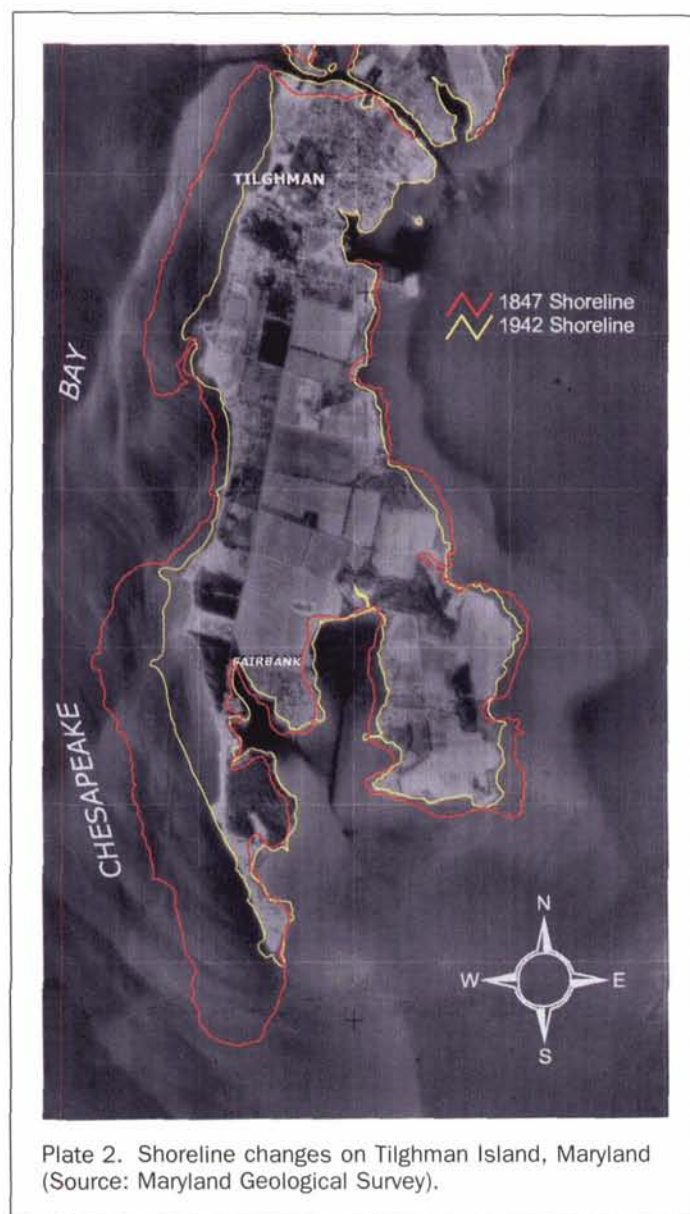 TILGHMAN
1847 Shoreline
1942 Shoreline
BAY
FAIRBANK
CHESAPEAKE
N
W E
S
Plate 2. Shoreline changes on Tilghman Island, Maryland
(Source: Maryland Geological Survey).